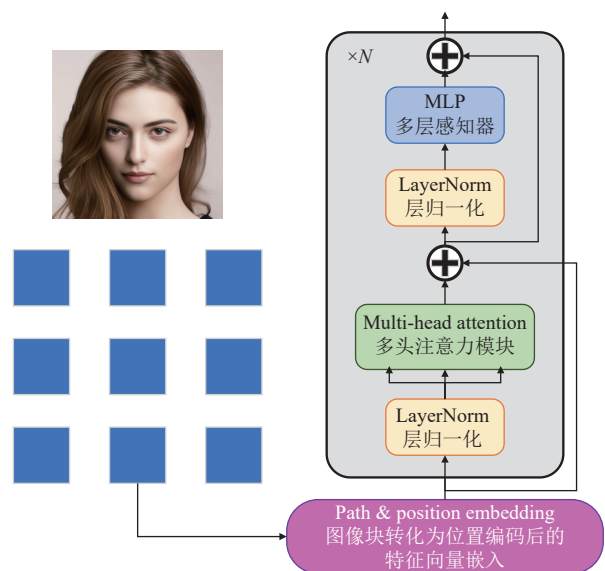 ×N
MLP
多层感知器
LayerNorm
层归一化
Multi-head attention
多头注意力模块
LayerNorm
层归一化
Path & position embedding
图像块转化为位置编码后的
特征向量嵌入